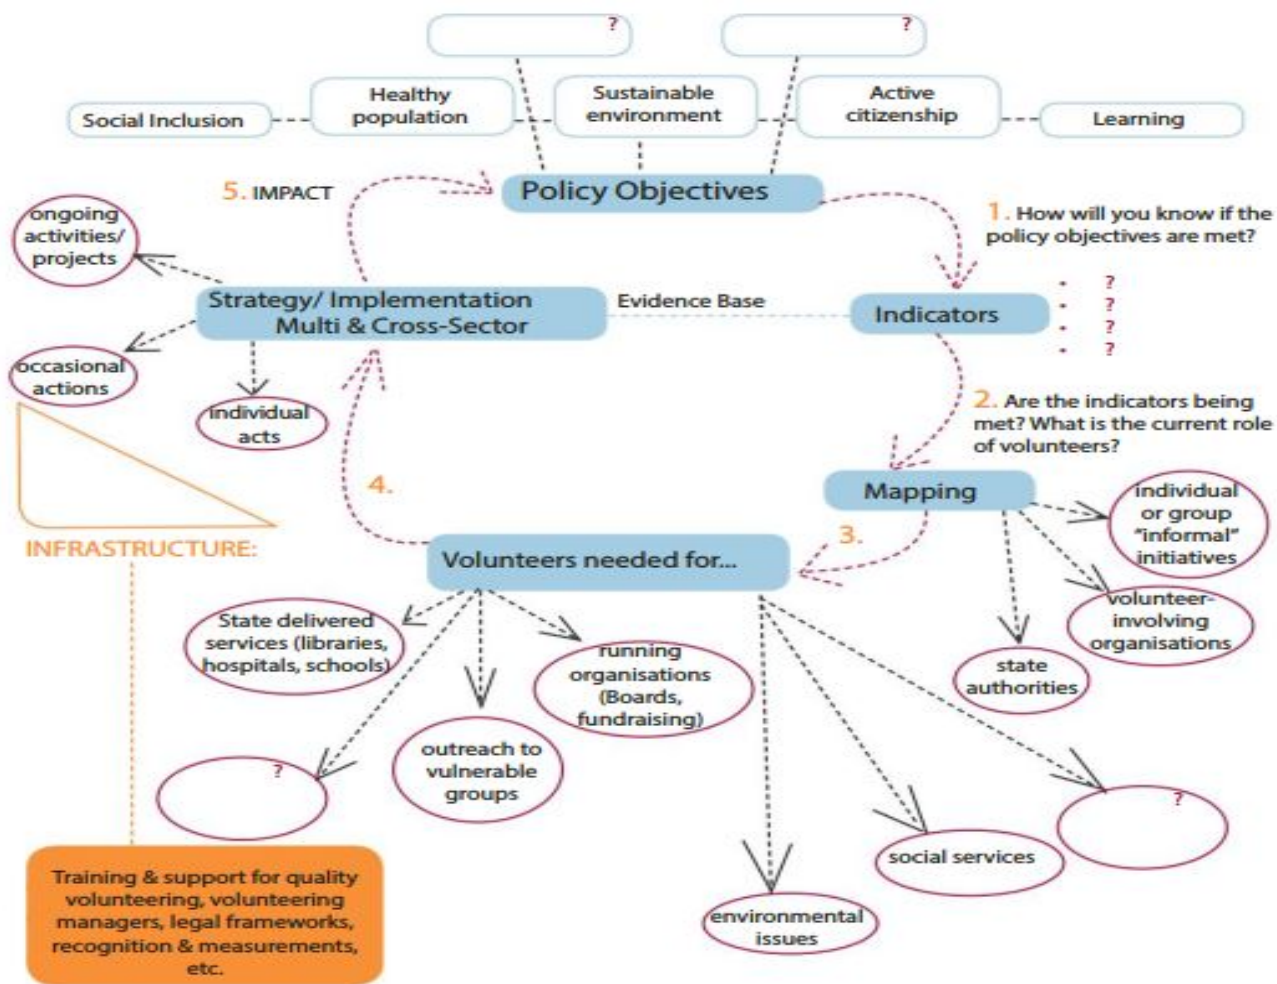 ?
?
Social Inclusion
Healthy
population
Sustainable
environment
Active
citizenship
Learning
5. IMPACT
Policy Objectives
1. How will you know if the
policy objectives are met?
ongoing
activities/
projects
Strategy/ Implementation
Multi & Cross-Sector
Evidence Base
Indicators
• ?
• ?
• ?
• ?
occasional
actions
individual
acts
2. Are the indicators being
met? What is the current role
of volunteers?
Mapping
individual
or group
"informal"
initiatives
4.
3.
INFRASTRUCTURE:
Volunteers needed for...
State delivered
services (libraries,
hospitals, schools)
running
organisations
(Boards,
fundraising)
volunteer-
involving
organisations
state
authorities
outreach to
vulnerable
groups
?
?
social services
environmental
issues
Training & support for quality
volunteering, volunteering
managers, legal frameworks,
recognition & measurements,
etc.